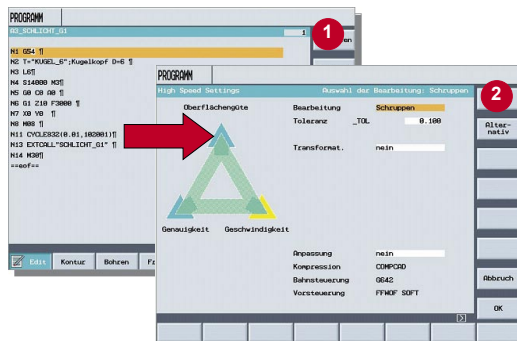 PROGRAMM
A3_SCHLICHT_G1 1
N1 G54 ¶
N2 T="KUGEL_6";Kugelkopf D=6 ¶
N3 L6¶
N4 S14000 M3¶
N5 G0 C0 A0 ¶
N6 G1 Z10 F3000 ¶
N7 X0 Y0 ¶
N8 M08 ¶
N11 CYCLE832(0.01,102001)¶
N13 EXTCALL"SCHLICHT_G1" ¶
N14 M30¶
==eof==
Edit Kontur Bohren
1
PROGRAMM
High Speed Settings Auswahl der Bearbeitung: Schruppen
2
Oberflächengüte
Genauigkeit Geschwindigkeit
Bearbeitung Schruppen
Toleranz _TOL 0.100
Transformat. nein
Anpassung nein
Kompression COMPCAD
Bahnsteuerung G642
Vorsteuerung FFWOF SOFT
Alter-
nativ
Abbruch
OK